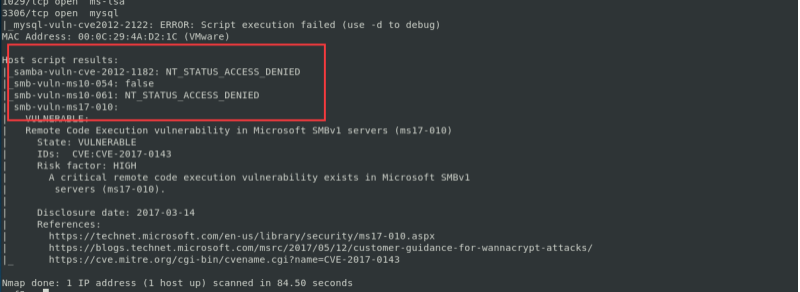 1029/tcp open  ms-lsa
3306/tcp open  mysql
|_mysql-vuln-cve2012-2122: ERROR: Script execution failed (use -d to debug)
MAC Address: 00:0C:29:4A:D2:1C (VMware)
Host script results:
|_samba-vuln-cve-2012-1182: NT_STATUS_ACCESS_DENIED
|_smb-vuln-ms10-054: false
|_smb-vuln-ms10-061: NT_STATUS_ACCESS_DENIED
| smb-vuln-ms17-010:
|   VULNERABLE:
|   Remote Code Execution vulnerability in Microsoft SMBv1 servers (ms17-010)
|     State: VULNERABLE
|     IDs:  CVE:CVE-2017-0143
|     Risk factor: HIGH
|       A critical remote code execution vulnerability exists in Microsoft SMBv1
|        servers (ms17-010).
|
|     Disclosure date: 2017-03-14
|     References:
|       https://technet.microsoft.com/en-us/library/security/ms17-010.aspx
|       https://blogs.technet.microsoft.com/msrc/2017/05/12/customer-guidance-for-wannacrypt-attacks/
|_      https://cve.mitre.org/cgi-bin/cvename.cgi?name=CVE-2017-0143
Nmap done: 1 IP address (1 host up) scanned in 84.50 seconds